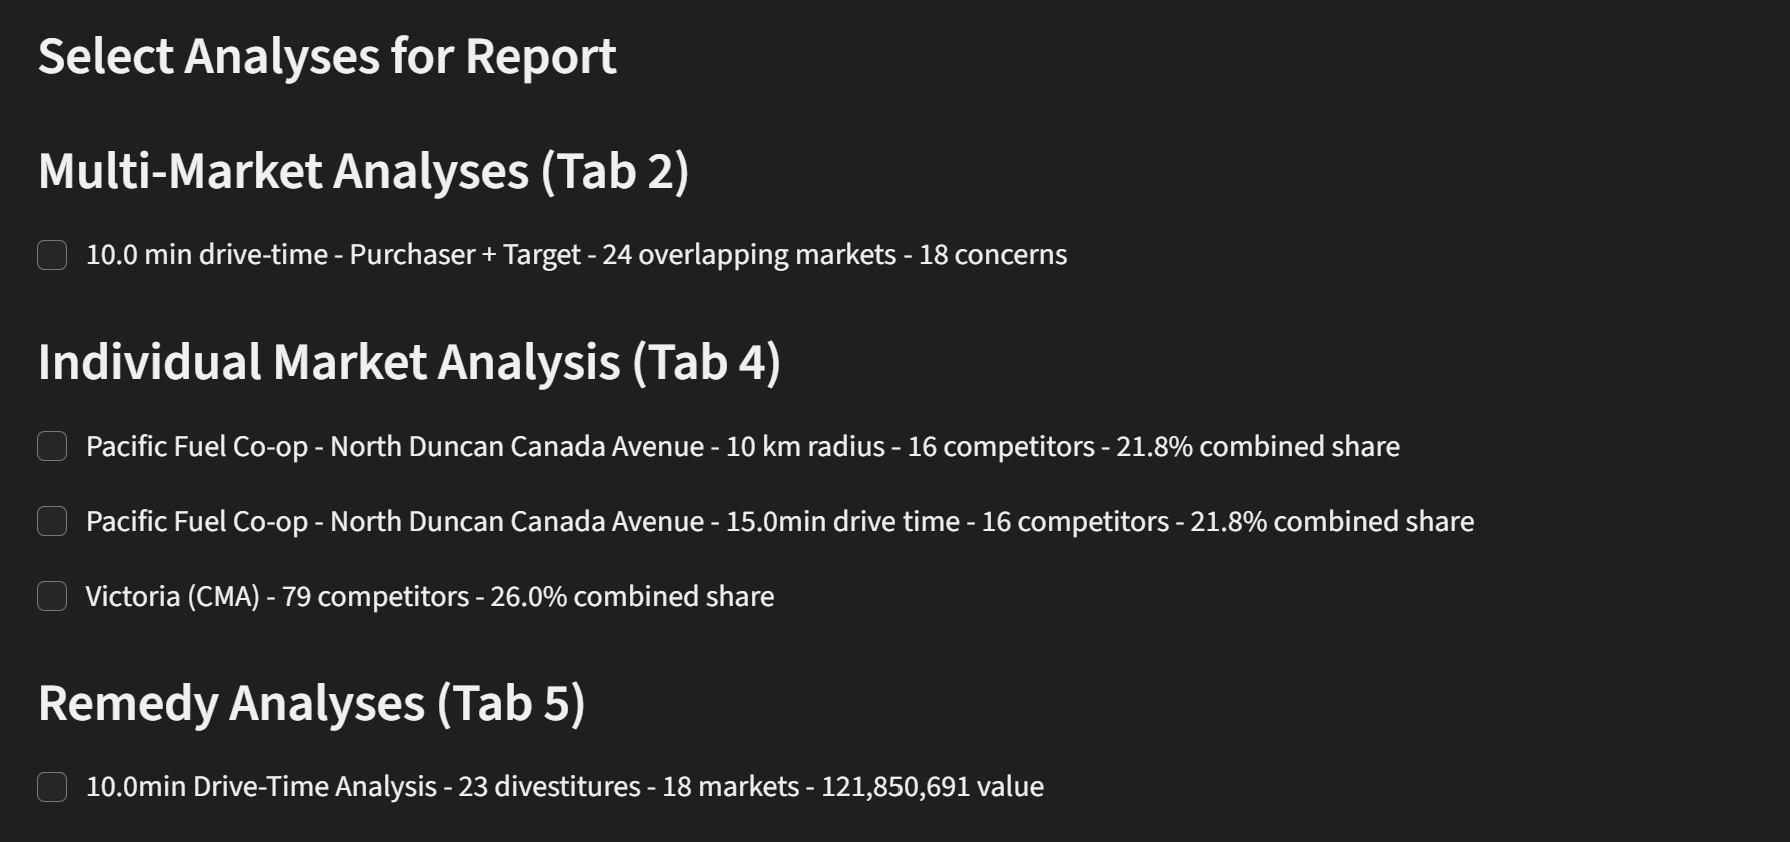 Select Analyses for Report
Multi-Market Analyses (Tab 2)
10.0 min drive-time - Purchaser + Target - 24 overlapping markets - 18 concerns
Individual Market Analysis (Tab 4)
Pacific Fuel Co-op - North Duncan Canada Avenue - 10 km radius - 16 competitors - 21.8% combined share
Pacific Fuel Co-op - North Duncan Canada Avenue - 15.0min drive time - 16 competitors - 21.8% combined share
Victoria (CMA) - 79 competitors - 26.0% combined share
Remedy Analyses (Tab 5)
10.0min Drive-Time Analysis - 23 divestitures - 18 markets - 121,850,691 value